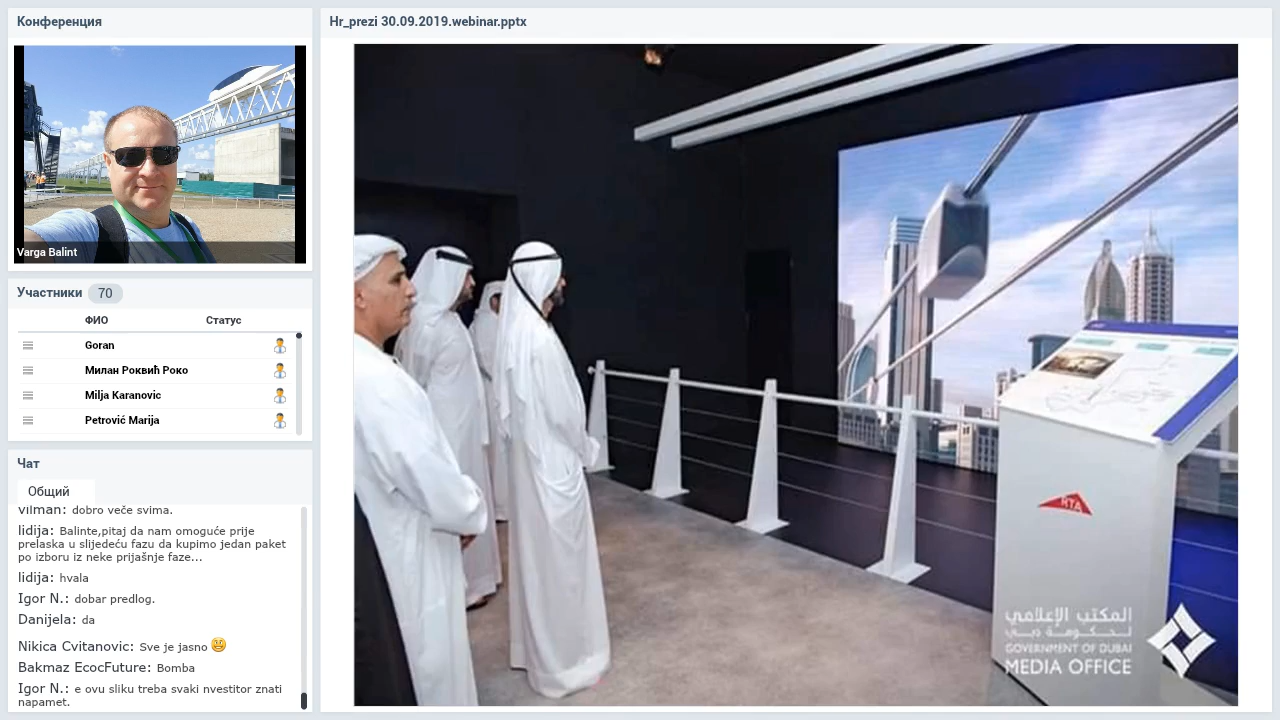 Конференция
Varga Balint
Участники 70
ФИО Статус
Goran
Милан Роквић Роко
Milja Karanovic
Petrović Marija
Чат
Общий
vilman: dobro veče svima.
lidija: Balinte,pitaj da nam omoguće prije
prelaska u slijedeću fazu da kupimo jedan paket
po izboru iz neke prijašnje faze...
lidija: hvala
Igor N.: dobar predlog.
Danijela: da
Nikica Cvitanovic: Sve je jasno
Bakmaz EcocFuture: Bomba
Igor N.: e ovu sliku treba svaki nvestitor znati
napamet.
Hr_prezi 30.09.2019.webinar.pptx
RTA
المكتب الإعلامي
لحكومة دبي
GOVERNMENT OF DUBAI
MEDIA OFFICE